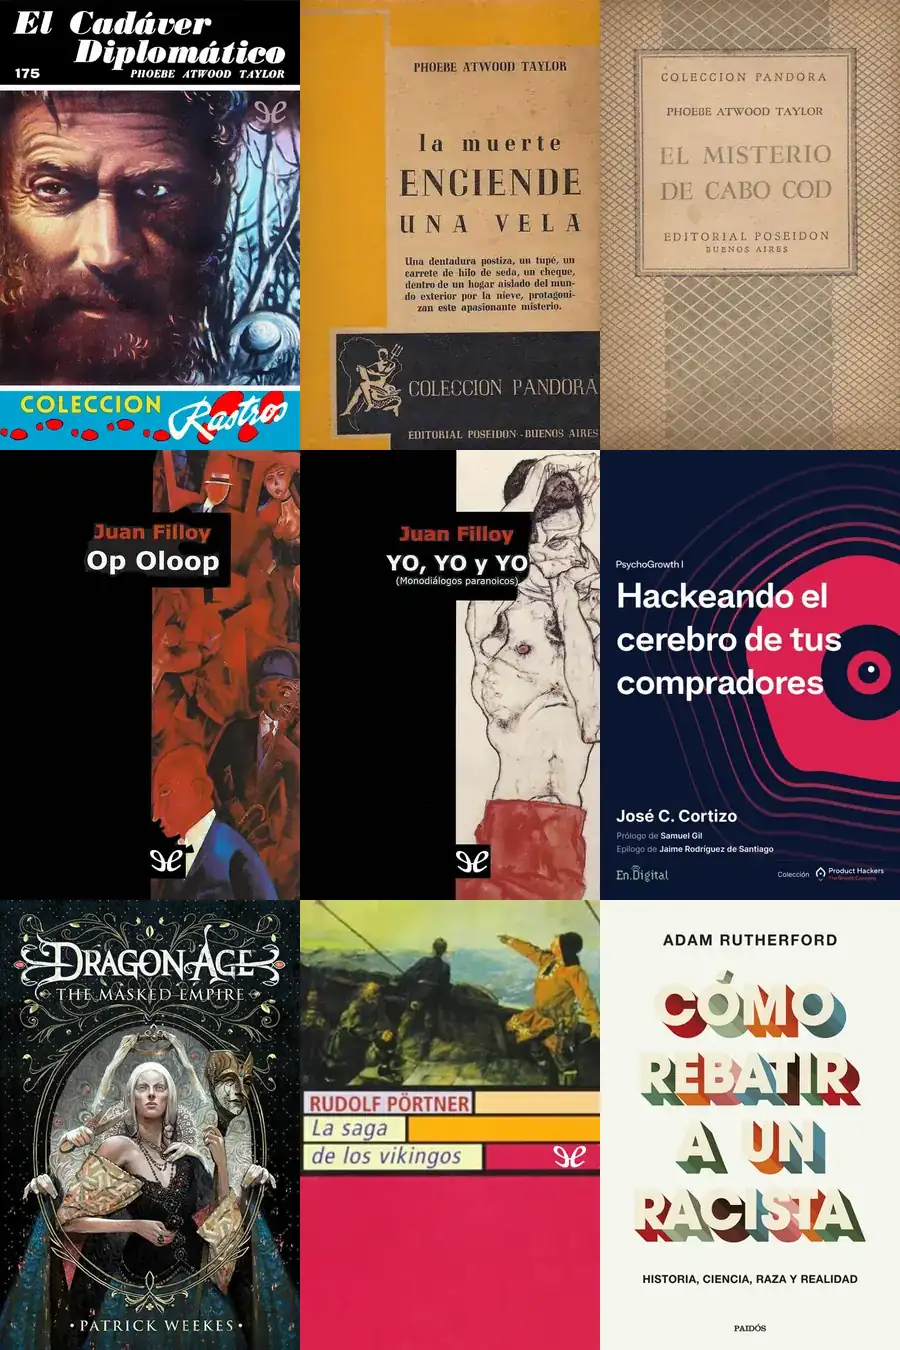 El Cadáver
Diplomático
175
PHOEBE ATWOOD TAYLOR
COLECCION
Rastros
PHOEBE ATWOOD TAYLOR
la muerte
ENCIENDE
UNA VELA
Una dentadura postiza, un tupé, un
carrete de hilo de seda, un cheque,
dentro de un hogar aislado del mun-
do exterior por la nieve, protagoni-
zan este apasionante misterio.
COLECCION PANDORA
EDITORIAL POSEIDON - BUENOS AIRES
COLECCION PANDORA
PHOEBE ATWOOD TAYLOR
EL MISTERIO
DE CABO COD
EDITORIAL POSEIDON
BUENOS AIRES
Juan Filloy
Op Oloop
Juan Filloy
YO, YO y YO
(Monodiálogos paranoicos)
PsychoGrowth I
Hackeando el
cerebro de tus
compradores
José C. Cortizo
Prólogo de Samuel Gil
Epílogo de Jaime Rodríguez de Santiago
En.Digital
Colección
Product Hackers
The Growth Company
DRAGON AGE
THE MASKED EMPIRE
•PATRICK WEEKES•
RUDOLF PÖRTNER
La saga
de los vikingos
ADAM RUTHERFORD
CÓMO
REBATIR
A UN
RACISTA
HISTORIA, CIENCIA, RAZA Y REALIDAD
PAIDÓS